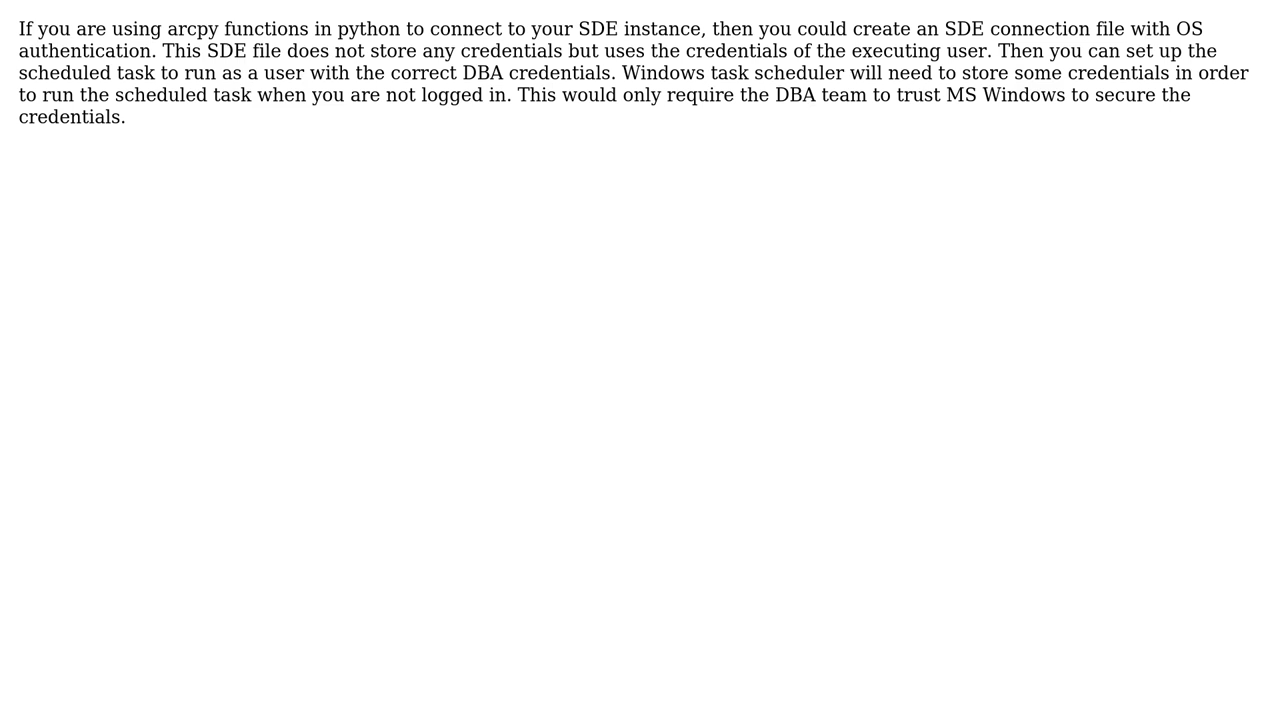 If you are using arcpy functions in python to connect to your SDE instance, then you could create an SDE connection file with OS
authentication. This SDE file does not store any credentials but uses the credentials of the executing user. Then you can set up the
scheduled task to run as a user with the correct DBA credentials. Windows task scheduler will need to store some credentials in order
to run the scheduled task when you are not logged in. This would only require the DBA team to trust MS Windows to secure the
credentials.